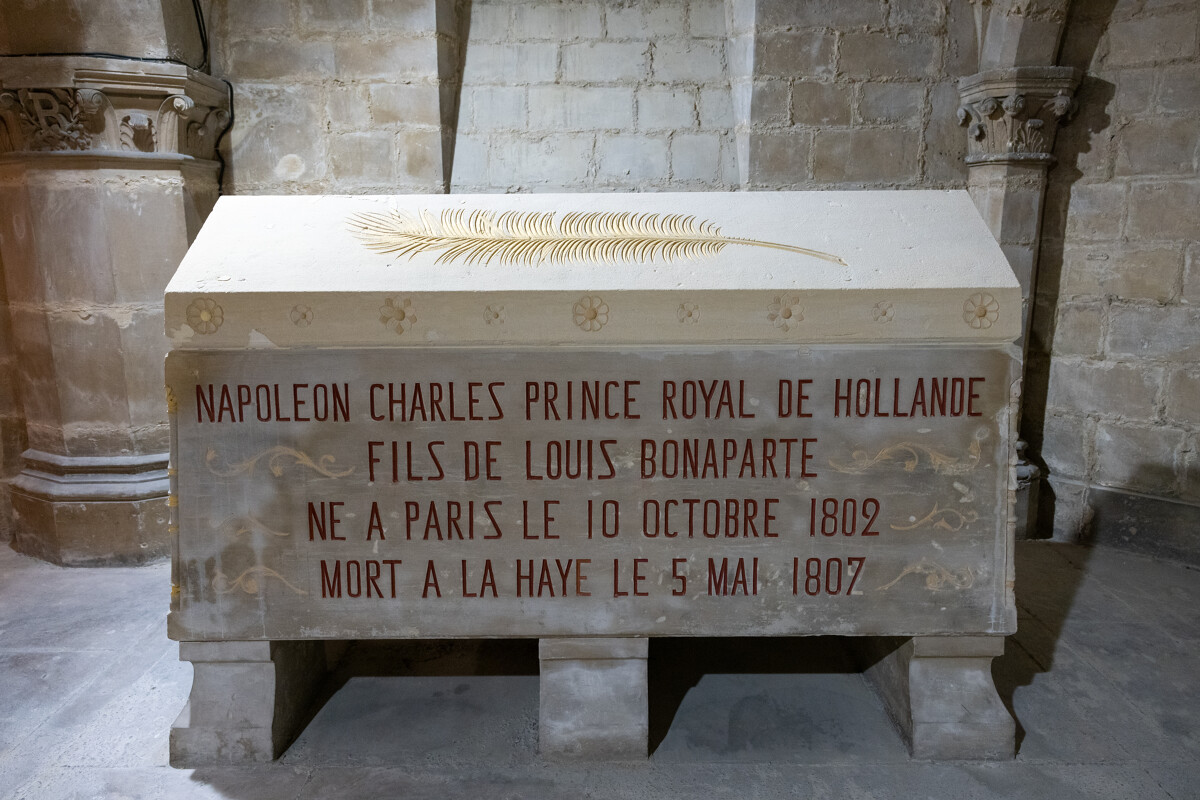 NAPOLEON CHARLES PRINCE ROYAL DE HOLLANDE
FILS DE LOUIS BONAPARTE
NE A PARIS LE 10 OCTOBRE 1802
MORT A LA HAYE LE 5 MAI 1807